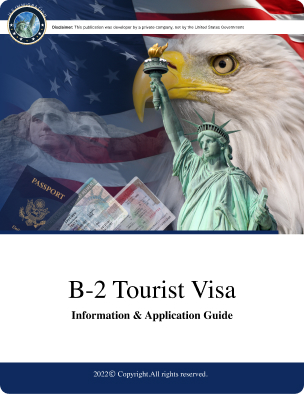 Disclaimer: This publication was developer by a private company, not by the United States Government
PASSPORT
B-2 Tourist Visa
Information & Application Guide
2022© Copyright.All rights reserved.